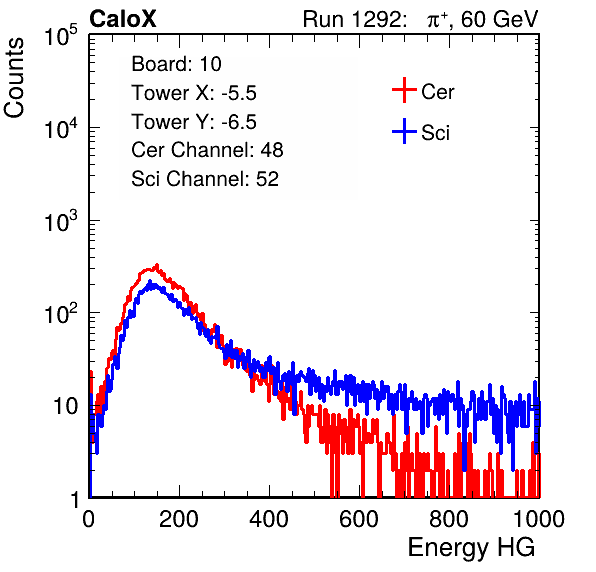 CaloX Run 1292: π⁺, 60 GeV
Counts
Board: 10
Tower X: -5.5
Tower Y: -6.5
Cer Channel: 48
Sci Channel: 52
Cer
Sci
10⁵
10⁴
10³
10²
10
1
0 200 400 600 800 1000
Energy HG